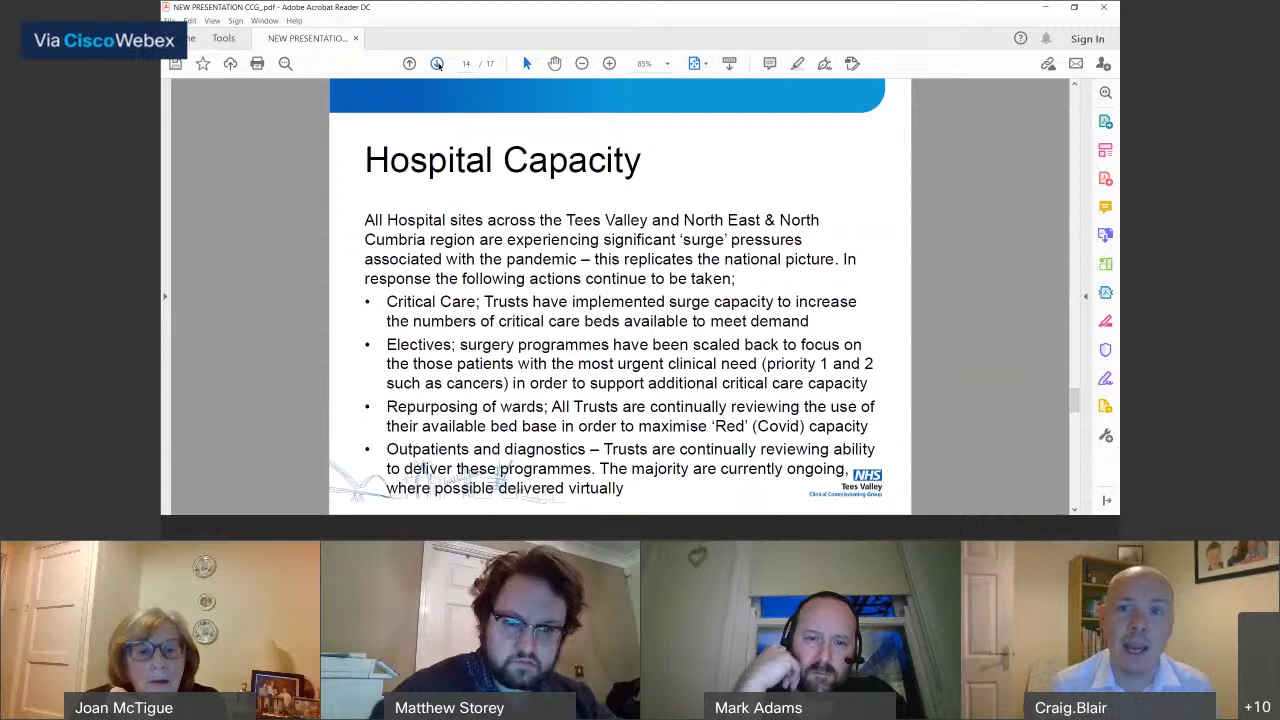 NEW PRESENTATION CCG_.pdf - Adobe Acrobat Reader DC
Edit View Sign Window Help
Via CiscoWebex
Tools
NEW PRESENTATIO... ×
Sign In
14 / 17
85%
Hospital Capacity
All Hospital sites across the Tees Valley and North East & North
Cumbria region are experiencing significant ‘surge’ pressures
associated with the pandemic – this replicates the national picture. In
response the following actions continue to be taken;
• Critical Care; Trusts have implemented surge capacity to increase
the numbers of critical care beds available to meet demand
• Electives; surgery programmes have been scaled back to focus on
the those patients with the most urgent clinical need (priority 1 and 2
such as cancers) in order to support additional critical care capacity
• Repurposing of wards; All Trusts are continually reviewing the use of
their available bed base in order to maximise ‘Red’ (Covid) capacity
• Outpatients and diagnostics – Trusts are continually reviewing ability
to deliver these programmes. The majority are currently ongoing,
where possible delivered virtually
NHS
Tees Valley
Clinical Commissioning Group
Joan McTigue
Matthew Storey
Mark Adams
Craig.Blair
+10